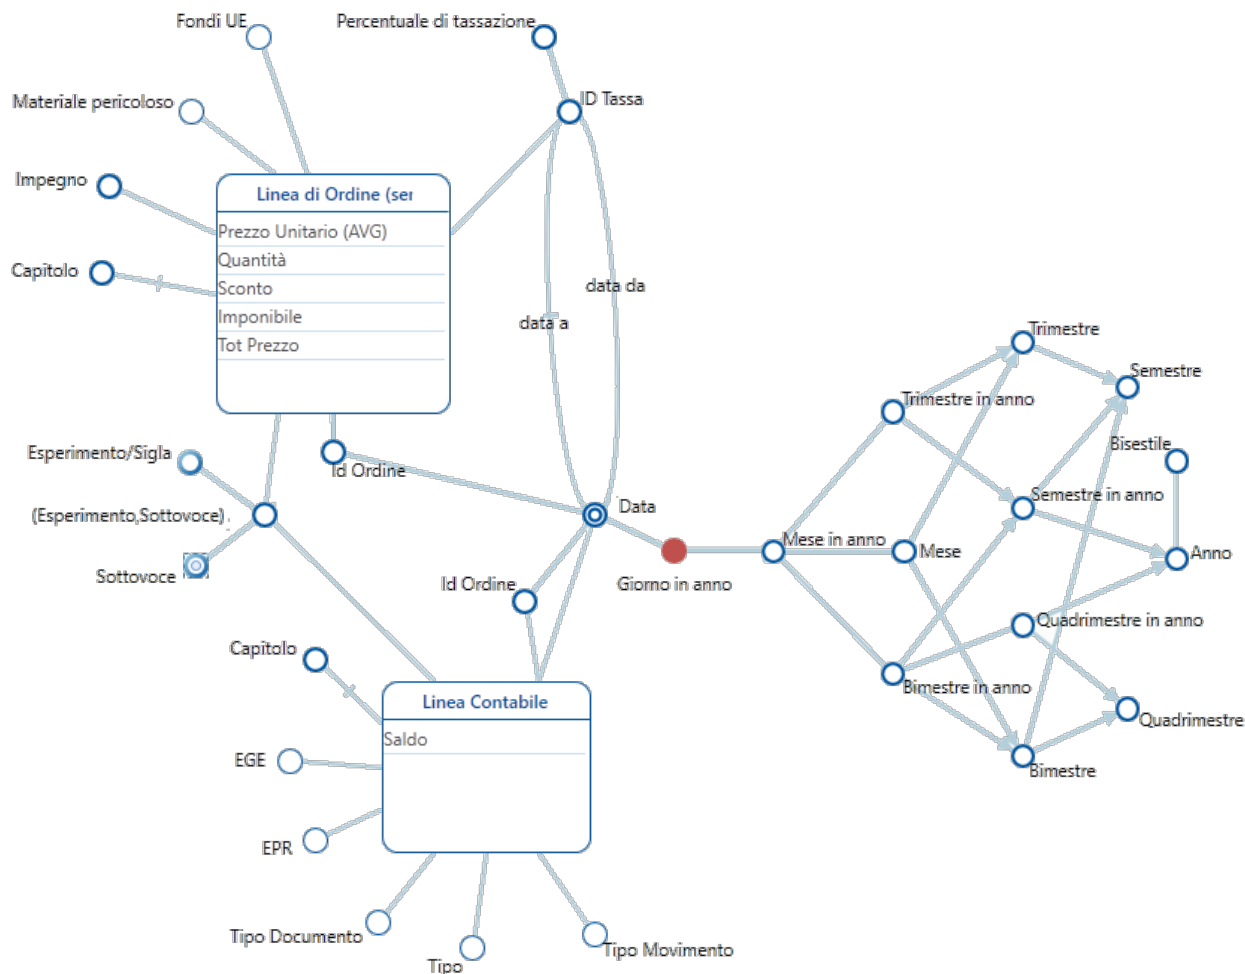 Fondi UE
Percentuale di tassazione
Materiale pericoloso
ID Tassa
Impegno
Linea di Ordine (ser
Prezzo Unitario (AVG)
Quantità
Sconto
Imponibile
Tot Prezzo
Capitolo
data da
data a
Trimestre
Semestre
Trimestre in anno
Bisestile
Esperimento/Sigla
Id Ordine
Semestre in anno
(Esperimento,Sottovoce)
Data
Mese in anno
Mese
Anno
Sottovoce
Id Ordine
Giorno in anno
Quadrimestre in anno
Capitolo
Bimestre in anno
Linea Contabile
Saldo
Quadrimestre
EGE
Bimestre
EPR
Tipo Documento
Tipo Movimento
Tipo